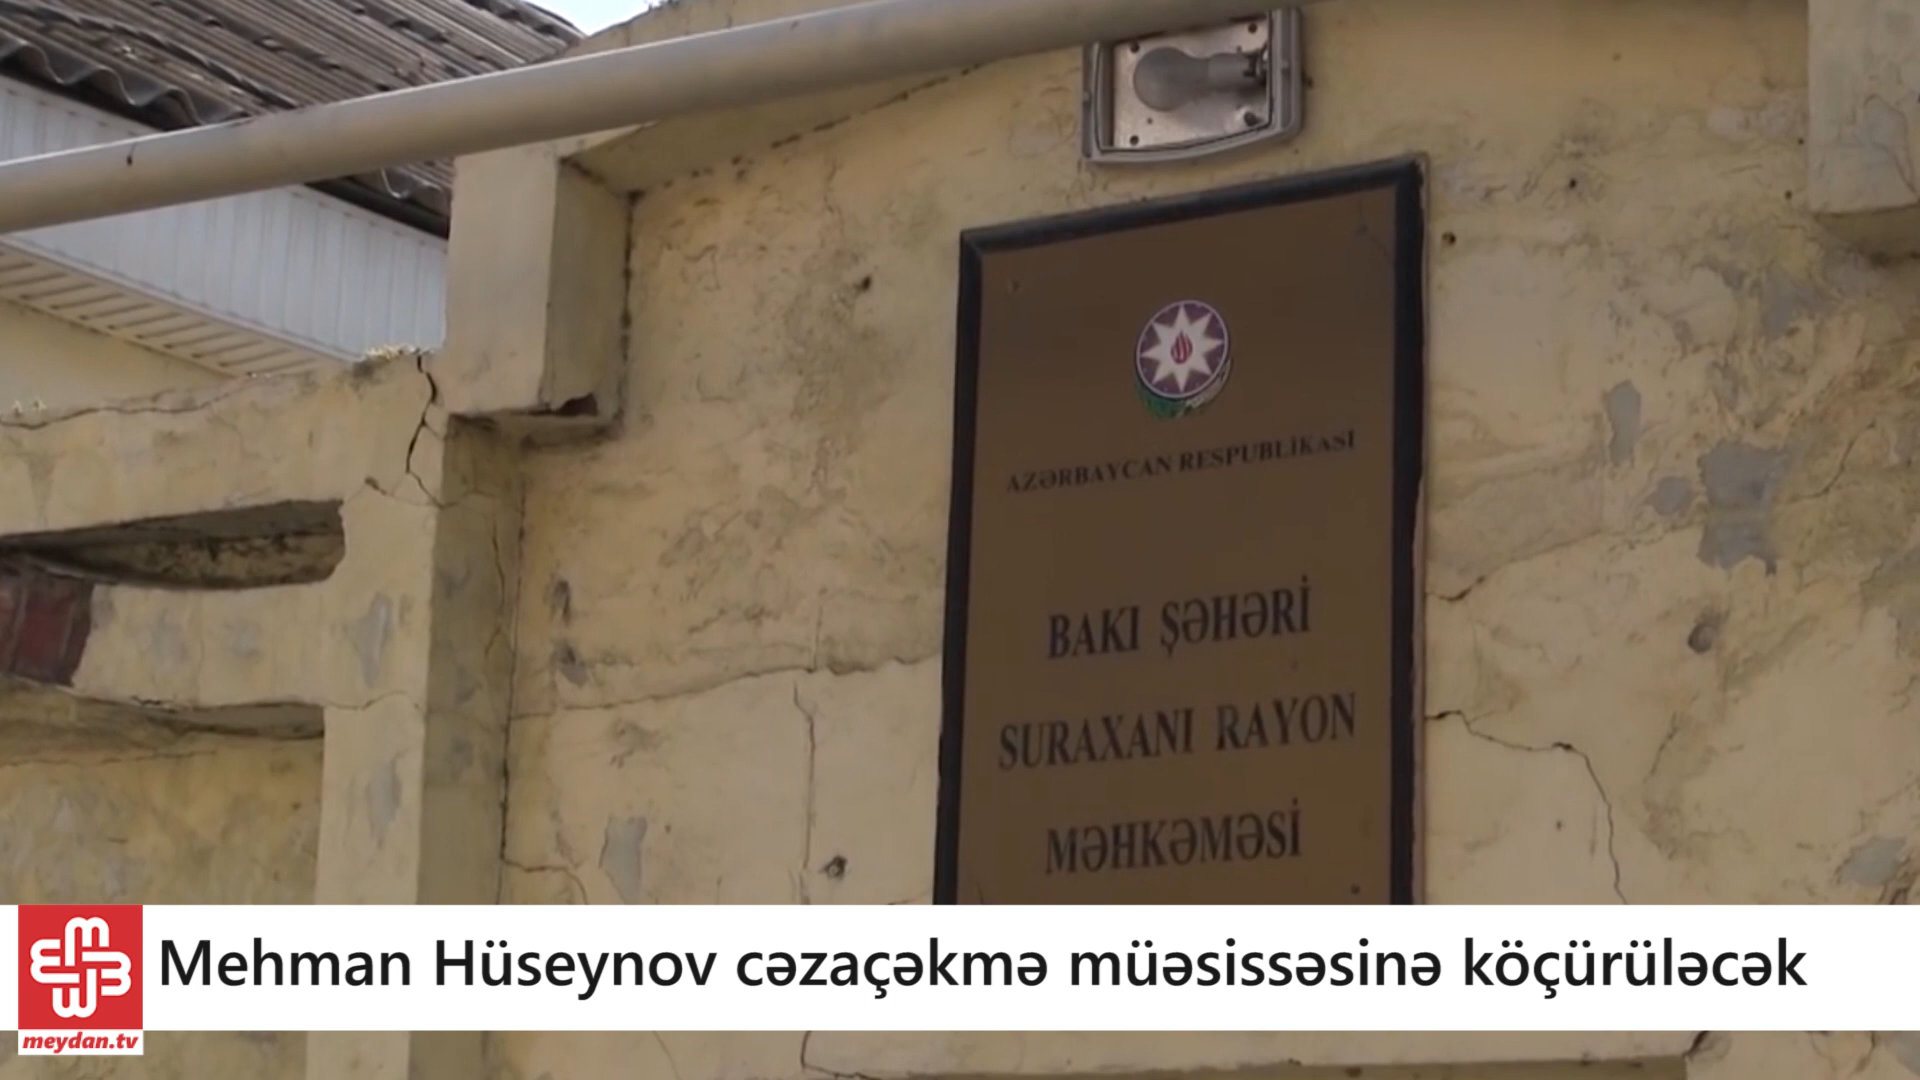 AZƏRBAYCAN RESPUBLİKASİ
BAKI ŞƏHƏRİ
SURAXANI RAYON
MƏHKƏMƏSİ
Mehman Hüseynov cəzaçəkmə müəsissəsinə köçürüləcək
meydan.tv